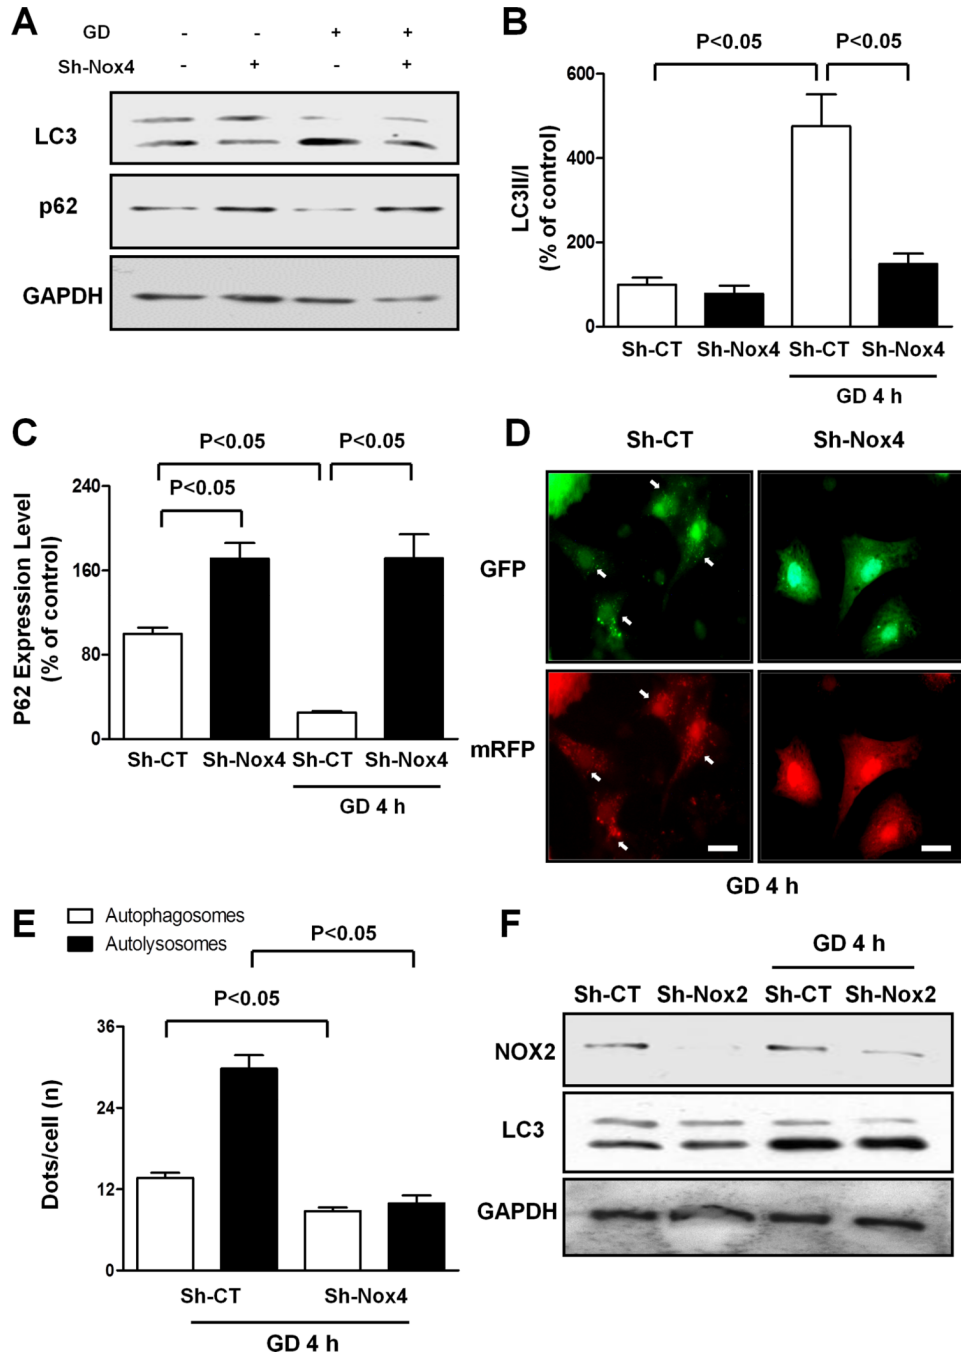 A
GD - - + +
Sh-Nox4 - + - +
LC3
p62
GAPDH
B
P<0.05 P<0.05
600
400
200
0
LC3II/I
(% of control)
Sh-CT Sh-Nox4 Sh-CT Sh-Nox4
GD 4 h
C
P<0.05 P<0.05
P<0.05
240
160
80
0
P62 Expression Level
(% of control)
Sh-CT Sh-Nox4 Sh-CT Sh-Nox4
GD 4 h
D
Sh-CT Sh-Nox4
GFP
mRFP
GD 4 h
E
Autophagosomes
Autolysosomes
P<0.05
P<0.05
36
24
12
0
Dots/cell (n)
Sh-CT Sh-Nox4
GD 4 h
F
GD 4 h
Sh-CT Sh-Nox2 Sh-CT Sh-Nox2
NOX2
LC3
GAPDH